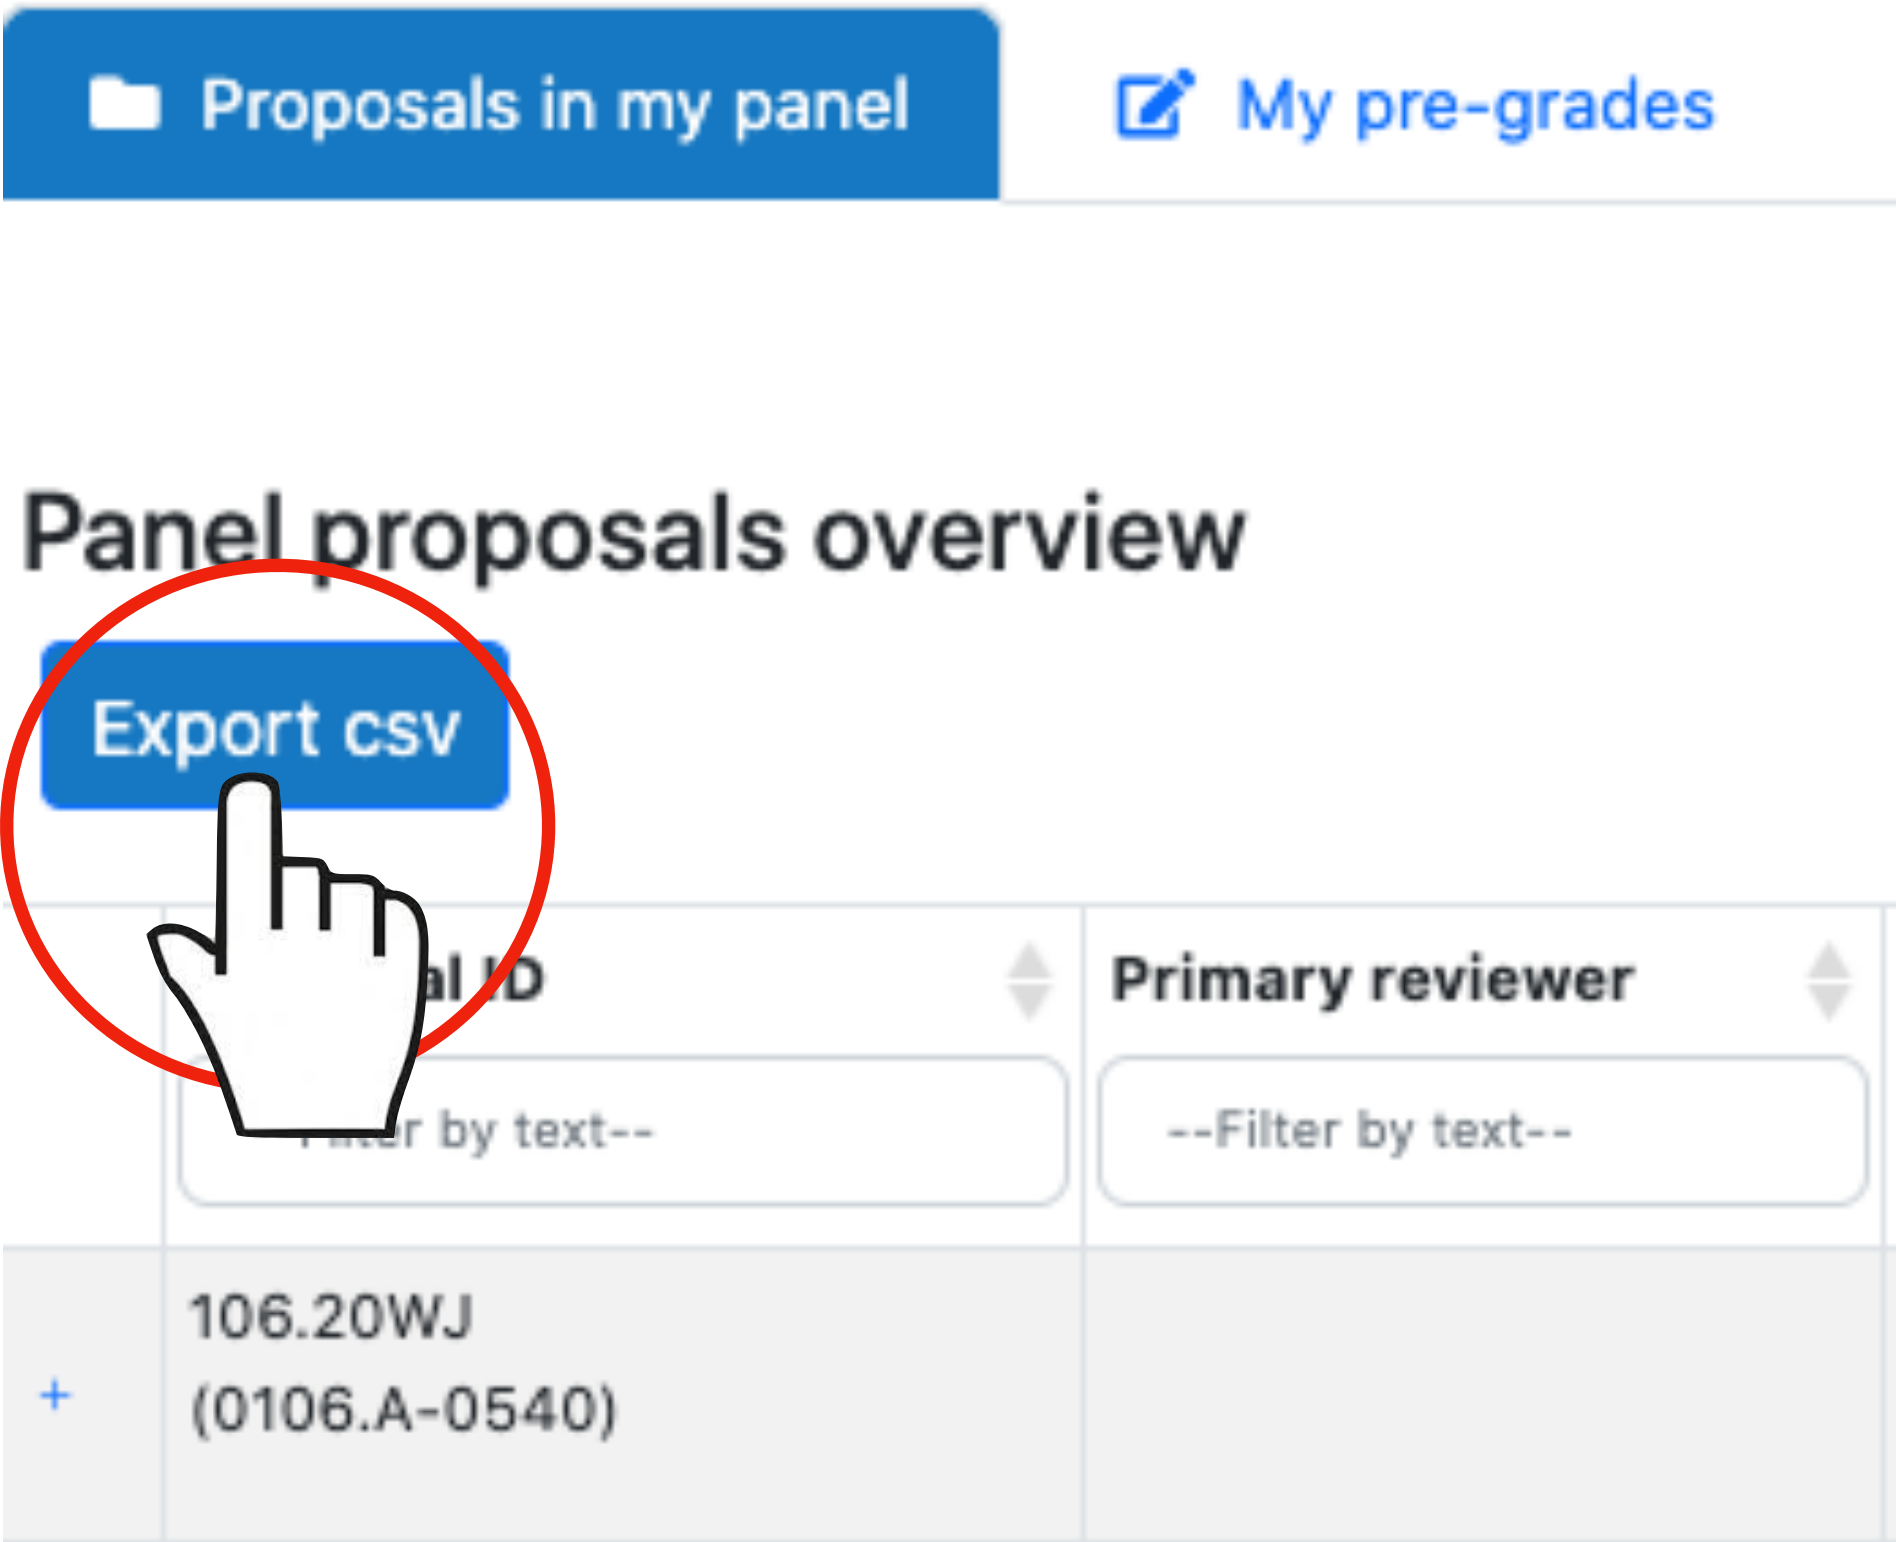 Proposals in my panel
My pre-grades
Panel proposals overview
Export csv
ID
Primary reviewer
by text--
--Filter by text--
106.20WJ
(0106.A-0540)
+